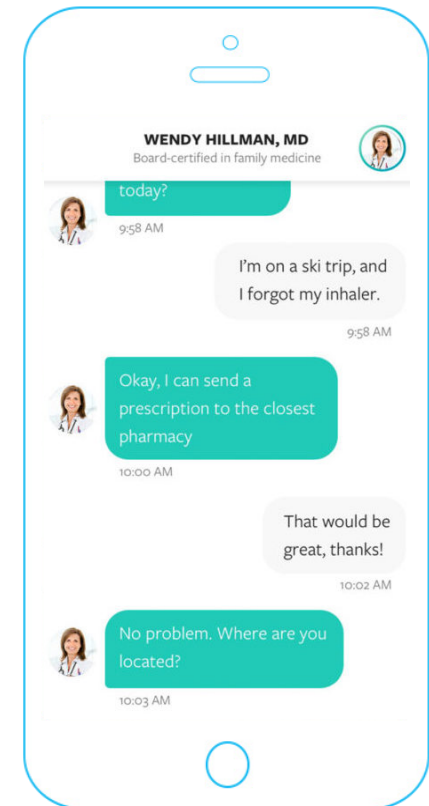 WENDY HILLMAN, MD
Board-certified in family medicine
today?
9:58 AM
I'm on a ski trip, and
I forgot my inhaler.
9:58 AM
Okay, I can send a
prescription to the closest
pharmacy
10:00 AM
That would be
great, thanks!
10:02 AM
No problem. Where are you
located?
10:03 AM